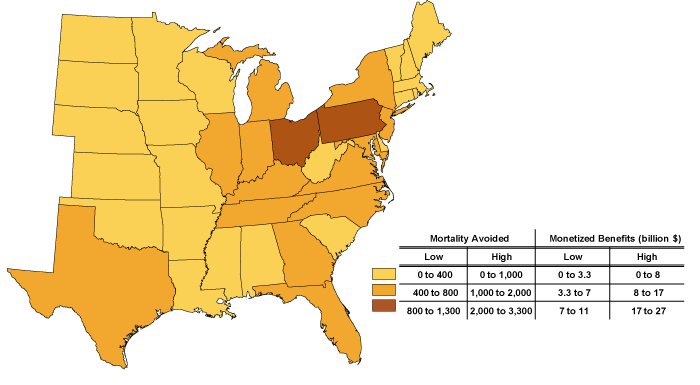 Mortality Avoided Monetized Benefits (billion $)
Low High Low High
0 to 400 0 to 1,000 0 to 3.3 0 to 8
400 to 800 1,000 to 2,000 3.3 to 7 8 to 17
800 to 1,300 2,000 to 3,300 7 to 11 17 to 27